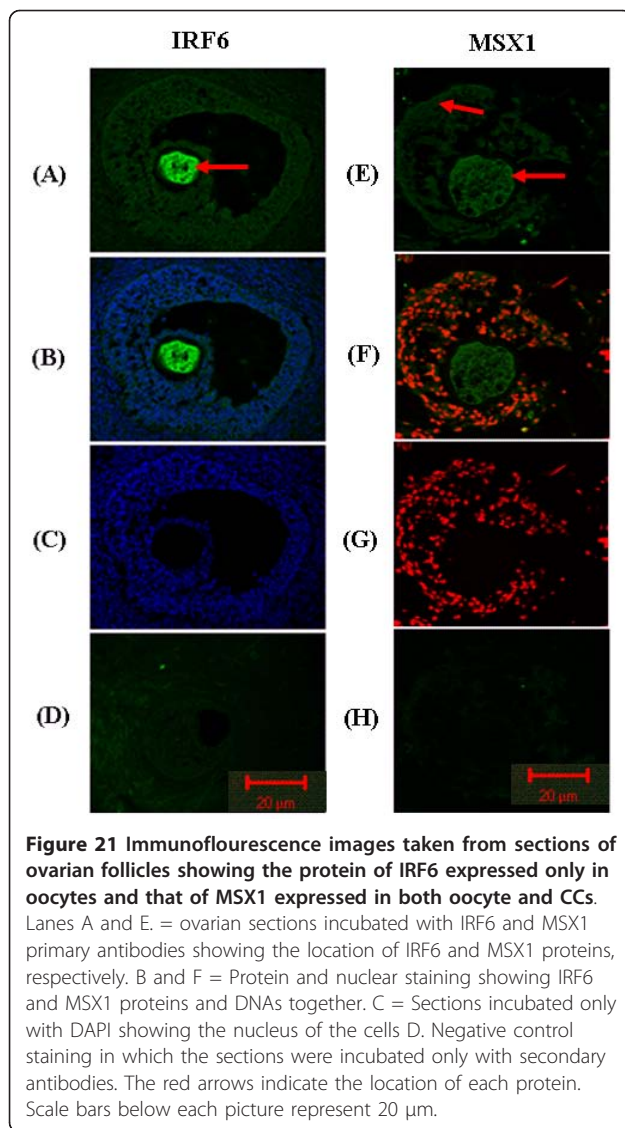 IRF6 MSX1
(A) (E)
(B) (F)
(C) (G)
(D) (H)
20 µm 20 µm
Figure 21 Immunoflourescence images taken from sections of
ovarian follicles showing the protein of IRF6 expressed only in
oocytes and that of MSX1 expressed in both oocyte and CCs.
Lanes A and E. = ovarian sections incubated with IRF6 and MSX1
primary antibodies showing the location of IRF6 and MSX1 proteins,
respectively. B and F = Protein and nuclear staining showing IRF6
and MSX1 proteins and DNAs together. C = Sections incubated only
with DAPI showing the nucleus of the cells D. Negative control
staining in which the sections were incubated only with secondary
antibodies. The red arrows indicate the location of each protein.
Scale bars below each picture represent 20 µm.